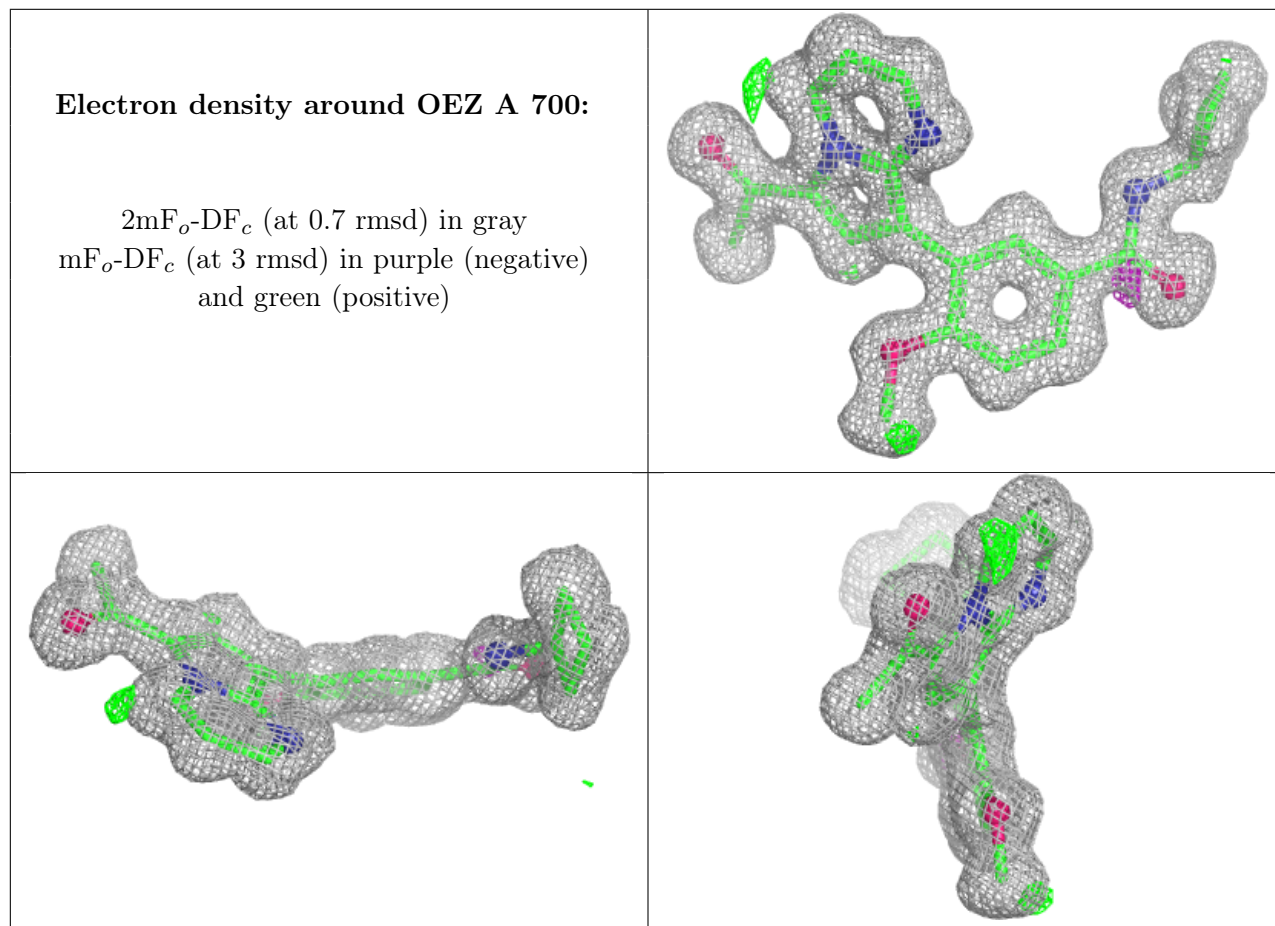 Electron density around OEZ A 700:
2mFo-DFc (at 0.7 rmsd) in gray
mFo-DFc (at 3 rmsd) in purple (negative)
and green (positive)